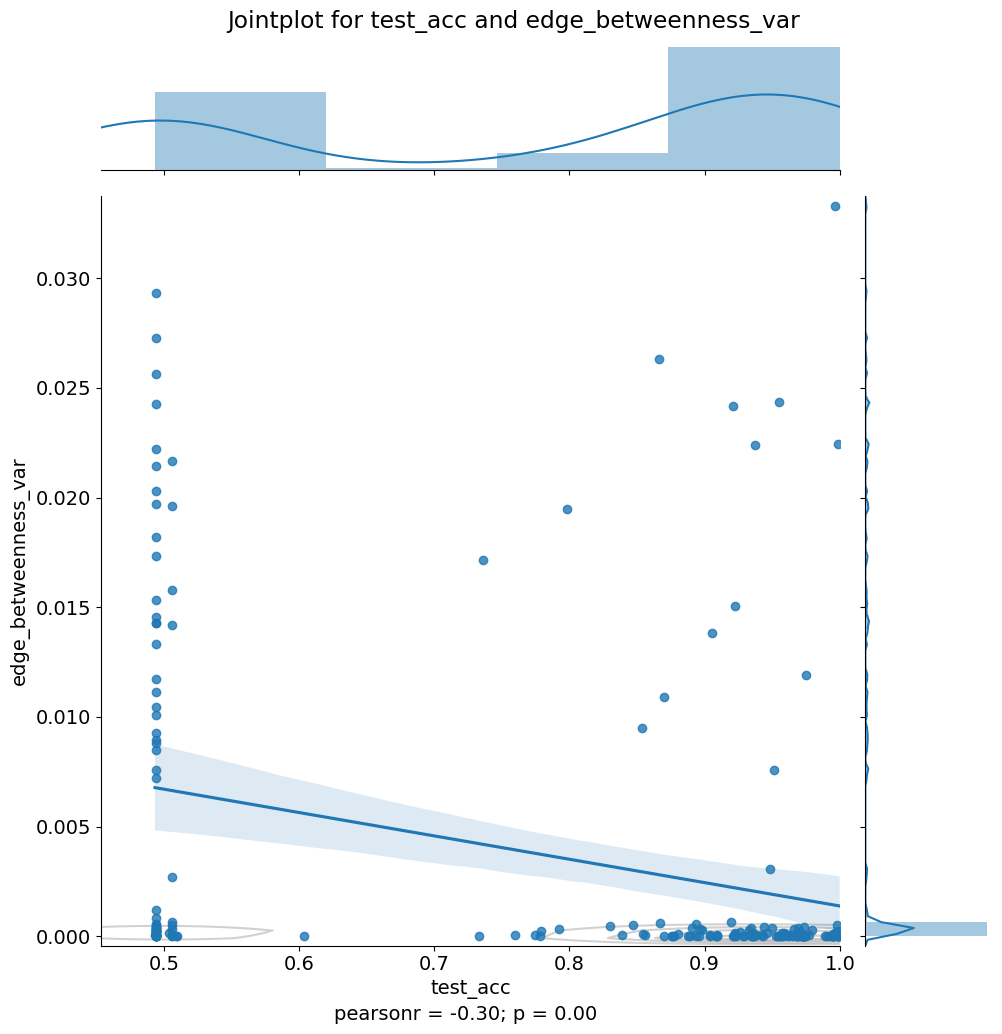 Jointplot for test_acc and edge_betweenness_var
0.030
0.025
0.020
0.015
0.010
0.005
0.000
edge_betweenness_var
0.5 0.6 0.7 0.8 0.9 1.0
test_acc
pearsonr = -0.30; p = 0.00